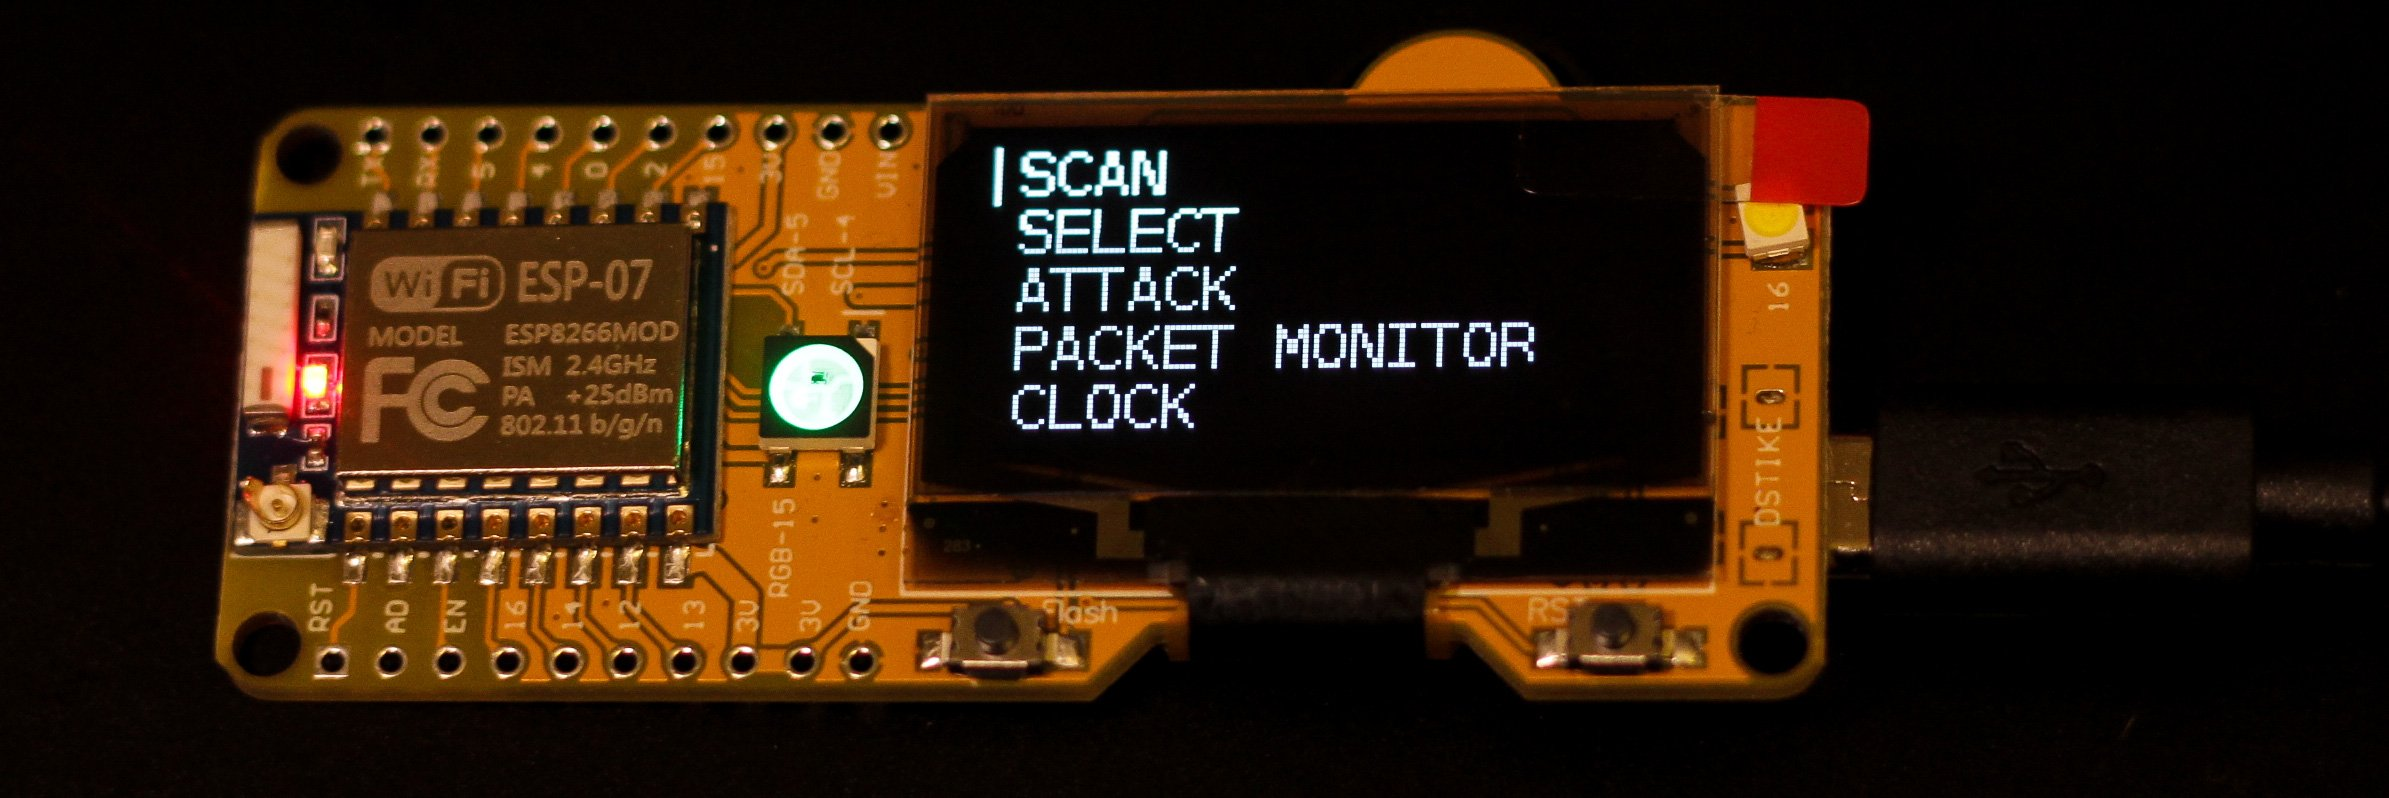 TX
RX
5
4
0
2
15
3V
GND
VIN
SDA-5
SCL-4
WiFi ESP-07
MODEL ESP8266MOD
FC
ISM 2.4GHz
PA +25dBm
802.11 b/g/n
SCAN
SELECT
ATTACK
PACKET MONITOR
CLOCK
16
DSTIKE
RGB-15
RST
AD
EN
16
14
12
13
3V
3V
GND
flash